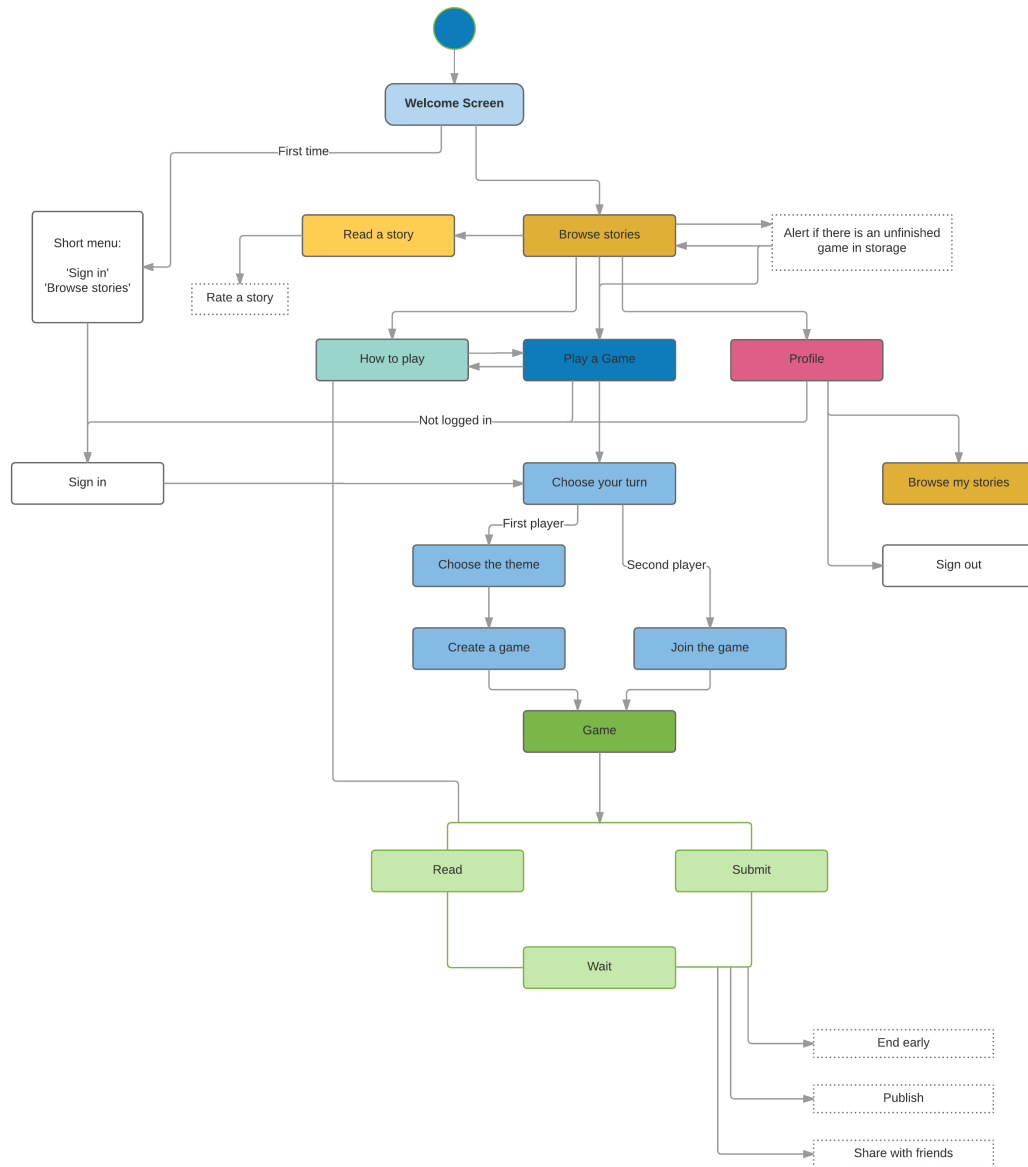 Welcome Screen
First time
Short menu:
'Sign in'
'Browse stories'
Read a story
Browse stories
Alert if there is an unfinished
game in storage
Rate a story
How to play
Play a Game
Profile
Not logged in
Sign in
Choose your turn
Browse my stories
First player
Choose the theme
Second player
Sign out
Create a game
Join the game
Game
Read
Submit
Wait
End early
Publish
Share with friends